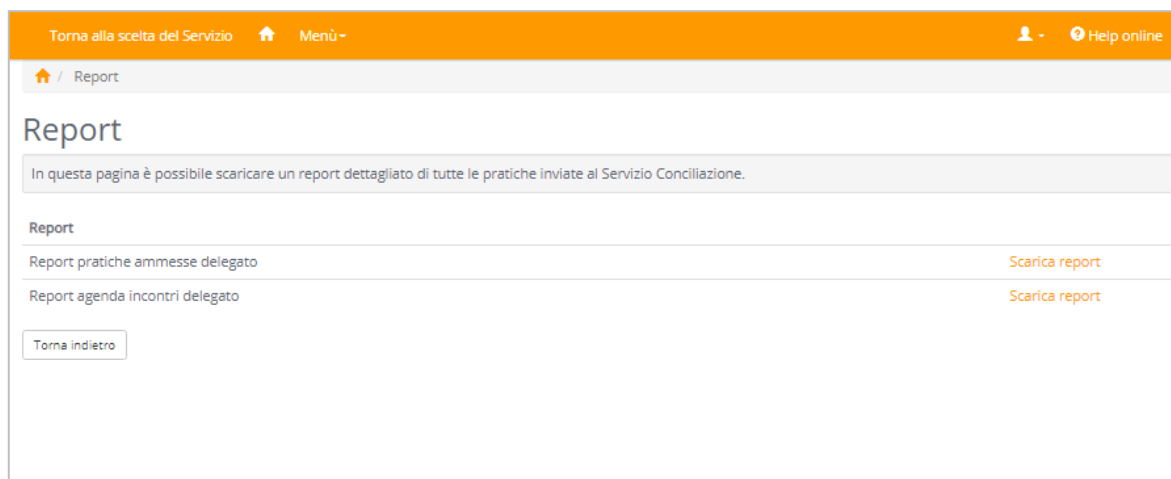 Torna alla scelta del Servizio Menù Help online
/ Report
Report
In questa pagina è possibile scaricare un report dettagliato di tutte le pratiche inviate al Servizio Conciliazione.
Report
Report pratiche ammesse delegato Scarica report
Report agenda incontri delegato Scarica report
Torna indietro